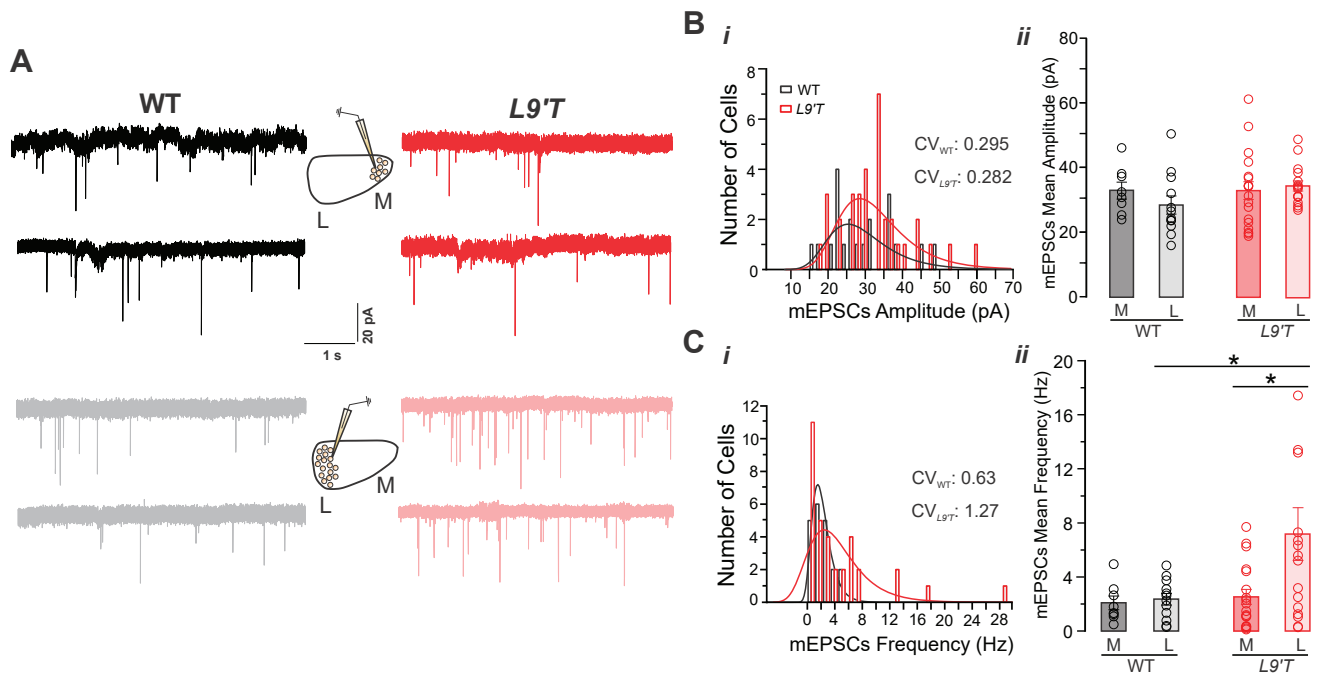 A
WT
L9'T
L
M
1 s
20 pA
L
M
B
i
Number of Cells
8
6
4
2
0
WT
L9'T
CVWT: 0.295
CVL9'T: 0.282
10 20 30 40 50 60 70
mEPSCs Amplitude (pA)
ii
mEPSCs Mean Amplitude (pA)
80
60
40
20
0
M L M L
WT L9'T
C
i
Number of Cells
12
10
8
6
4
2
0
CVWT: 0.63
CVL9'T: 1.27
0 2 4 6 8 12 16 20 24 28
mEPSCs Frequency (Hz)
ii
mEPSCs Mean Frequency (Hz)
20
16
12
8
4
0
*
*
M L M L
WT L9'T